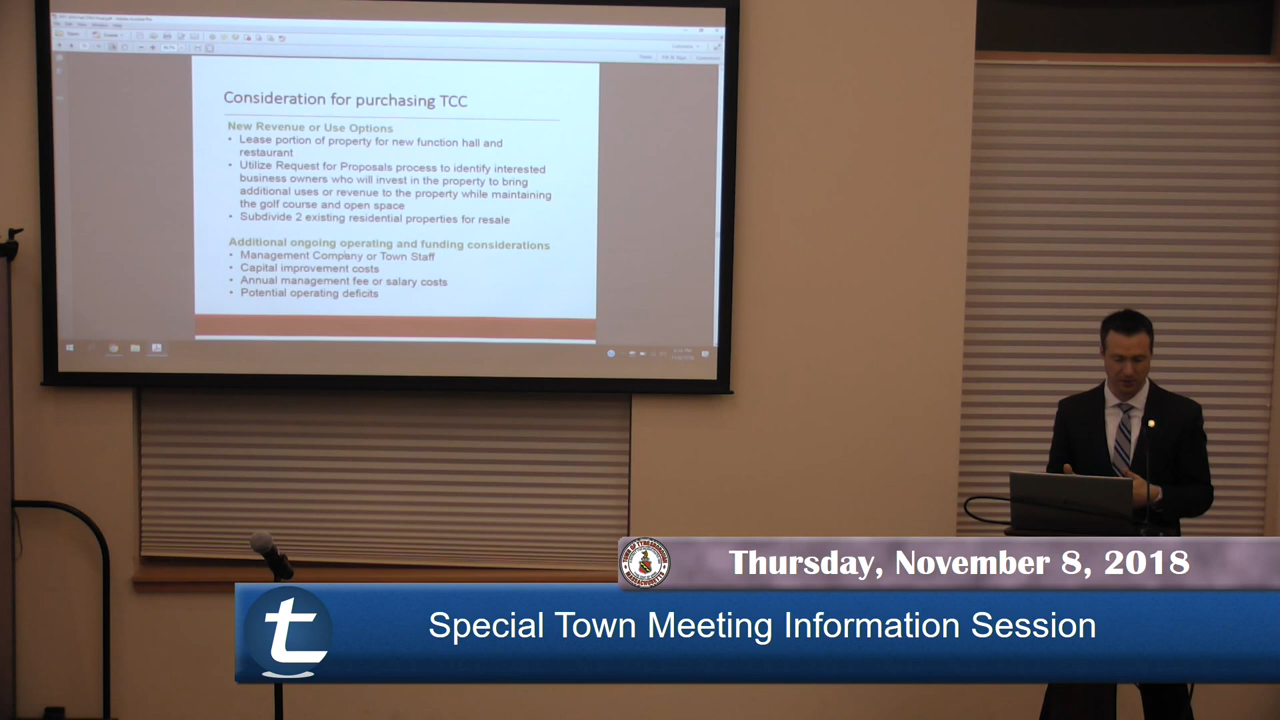 Consideration for purchasing TCC
New Revenue or Use Options
• Lease portion of property for new function hall and
restaurant
• Utilize Request for Proposals process to identify interested
business owners who will invest in the property to bring
additional uses or revenue to the property while maintaining
the golf course and open space
• Subdivide 2 existing residential properties for resale
Additional ongoing operating and funding considerations
• Management Company or Town Staff
• Capital improvement costs
• Annual management fee or salary costs
• Potential operating deficits
Thursday, November 8, 2018
t
Special Town Meeting Information Session